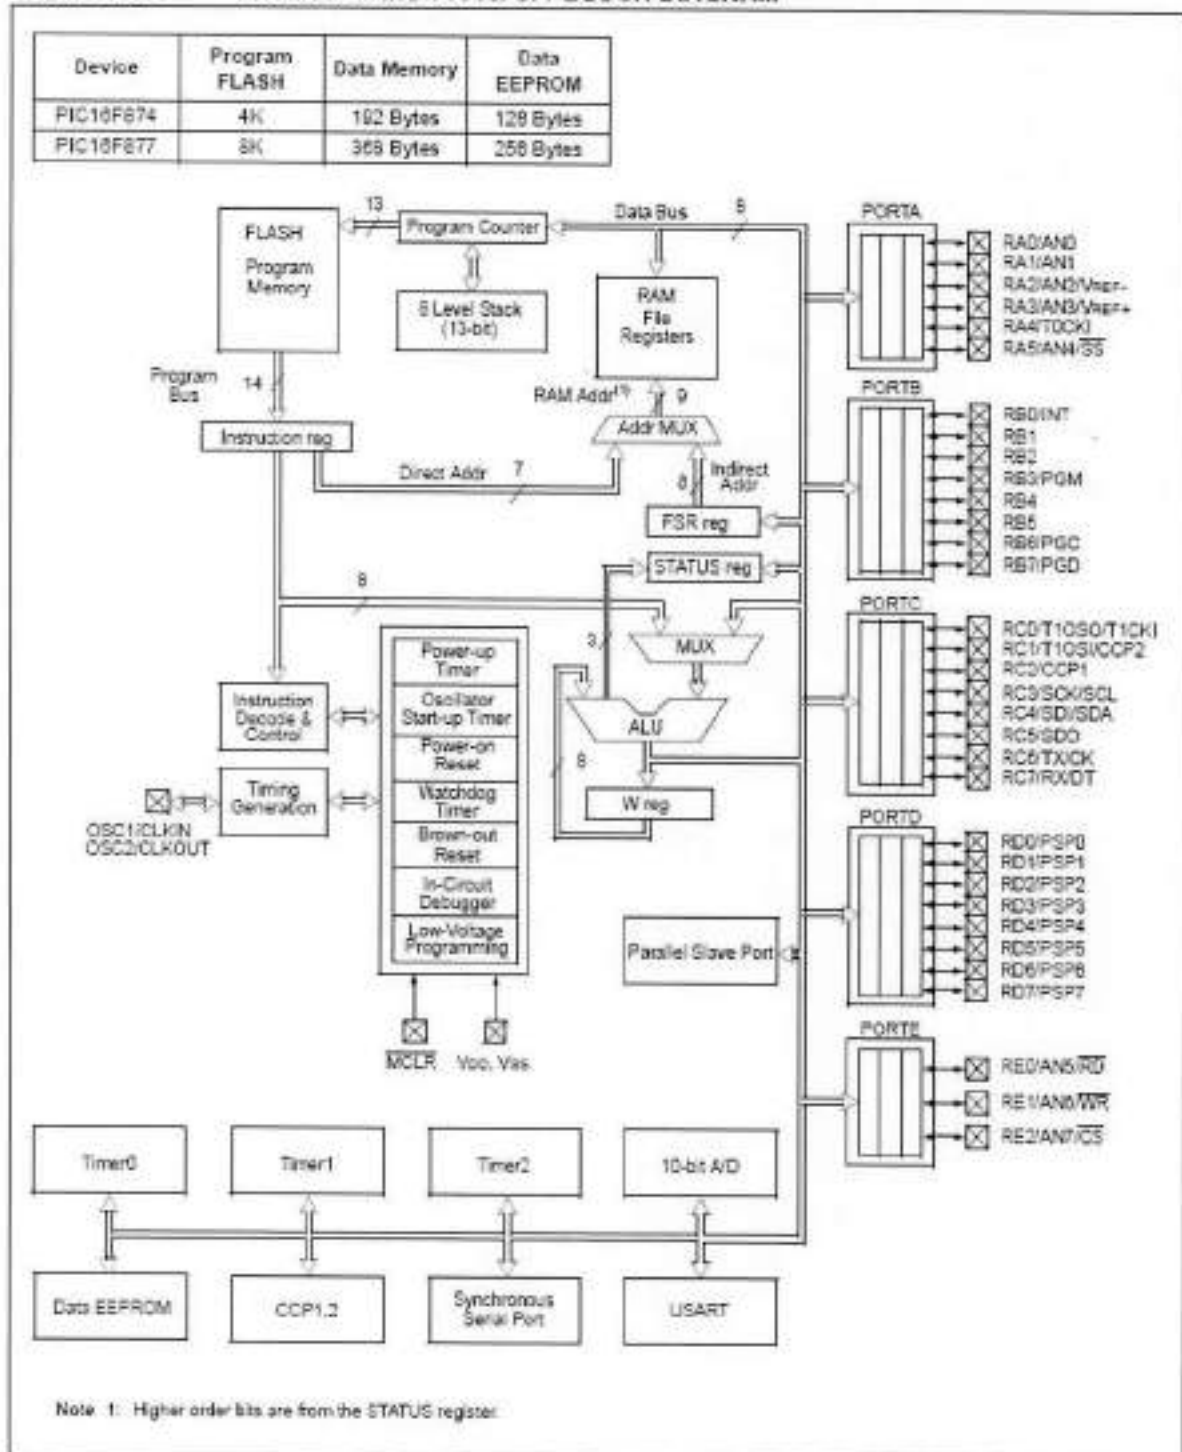 Device Program FLASH Data Memory Data EEPROM
PIC16F874 4K 192 Bytes 128 Bytes
PIC16F877 8K 368 Bytes 256 Bytes
13
Program Counter
Data Bus
8
PORTA
FLASH
Program
Memory
8 Level Stack
(13-bit)
RAM
File
Registers
RA0/AN0
RA1/AN1
RA2/AN2/VREF-
RA3/AN3/VREF+
RA4/T0CKI
RA5/AN4/SS
Program
Bus
14
RAM Addr(1)
9
PORTB
Instruction reg
Addr MUX
Direct Addr
7
8
Indirect
Addr
FSR reg
RB0/INT
RB1
RB2
RB3/PGM
RB4
RB5
RB6/PGC
RB7/PGD
STATUS reg
8
PORTC
3
MUX
Power-up
Timer
Oscillator
Start-up Timer
Power-on
Reset
Watchdog
Timer
Brown-out
Reset
In-Circuit
Debugger
Low-Voltage
Programming
Instruction
Decode &
Control
ALU
8
RC0/T1OSO/T1CKI
RC1/T1OSI/CCP2
RC2/CCP1
RC3/SCK/SCL
RC4/SDI/SDA
RC5/SDO
RC6/TX/CK
RC7/RX/DT
Timing
Generation
W reg
OSC1/CLKIN
OSC2/CLKOUT
PORTD
RD0/PSP0
RD1/PSP1
RD2/PSP2
RD3/PSP3
RD4/PSP4
RD5/PSP5
RD6/PSP6
RD7/PSP7
Parallel Slave Port
MCLR
VDD, VSS
PORTE
RE0/AN5/RD
RE1/AN6/WR
RE2/AN7/CS
Timer0
Timer1
Timer2
10-bit A/D
Data EEPROM
CCP1,2
Synchronous
Serial Port
USART
Note 1: Higher order bits are from the STATUS register.